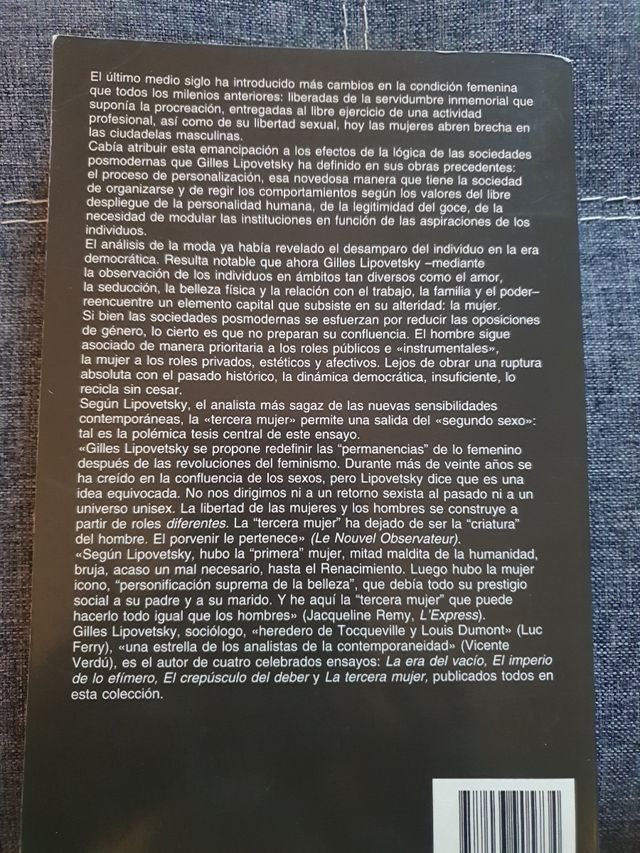 El último medio siglo ha introducido más cambios en la condición femenina
que todos los milenios anteriores: liberadas de la servidumbre inmemorial que
suponía la procreación, entregadas al libre ejercicio de una actividad
profesional, así como de su libertad sexual, hoy las mujeres abren brecha en
las ciudadelas masculinas.
Cabía atribuir esta emancipación a los efectos de la lógica de las sociedades
posmodernas que Gilles Lipovetsky ha definido en sus obras precedentes:
el proceso de personalización, esa novedosa manera que tiene la sociedad
de organizarse y de regir los comportamientos según los valores del libre
despliegue de la personalidad humana, de la legitimidad del goce, de la
necesidad de modular las instituciones en función de las aspiraciones de los
individuos.
El análisis de la moda ya había revelado el desamparo del individuo en la era
democrática. Resulta notable que ahora Gilles Lipovetsky –mediante
la observación de los individuos en ámbitos tan diversos como el amor,
la seducción, la belleza física y la relación con el trabajo, la familia y el poder–
reencuentre un elemento capital que subsiste en su alteridad: la mujer.
Si bien las sociedades posmodernas se esfuerzan por reducir las oposiciones
de género, lo cierto es que no preparan su confluencia. El hombre sigue
asociado de manera prioritaria a los roles públicos e «instrumentales»,
la mujer a los roles privados, estéticos y afectivos. Lejos de obrar una ruptura
absoluta con el pasado histórico, la dinámica democrática, insuficiente, lo
recicla sin cesar.
Según Lipovetsky, el analista más sagaz de las nuevas sensibilidades
contemporáneas, la «tercera mujer» permite una salida del «segundo sexo»:
tal es la polémica tesis central de este ensayo.
«Gilles Lipovetsky se propone redefinir las “permanencias” de lo femenino
después de las revoluciones del feminismo. Durante más de veinte años se
ha creído en la confluencia de los sexos, pero Lipovetsky dice que es una
idea equivocada. No nos dirigimos ni a un retorno sexista al pasado ni a un
universo unisex. La libertad de las mujeres y los hombres se construye a
partir de roles diferentes. La “tercera mujer” ha dejado de ser la “criatura”
del hombre. El porvenir le pertenece» (Le Nouvel Observateur).
«Según Lipovetsky, hubo la “primera” mujer, mitad maldita de la humanidad,
bruja, acaso un mal necesario, hasta el Renacimiento. Luego hubo la mujer
icono, “personificación suprema de la belleza”, que debía todo su prestigio
social a su padre y a su marido. Y he aquí la “tercera mujer” que puede
hacerlo todo igual que los hombres» (Jacqueline Remy, L'Express).
Gilles Lipovetsky, sociólogo, «heredero de Tocqueville y Louis Dumont» (Luc
Ferry), «una estrella de los analistas de la contemporaneidad» (Vicente
Verdú), es el autor de cuatro celebrados ensayos: La era del vacío, El imperio
de lo efímero, El crepúsculo del deber y La tercera mujer, publicados todos en
esta colección.